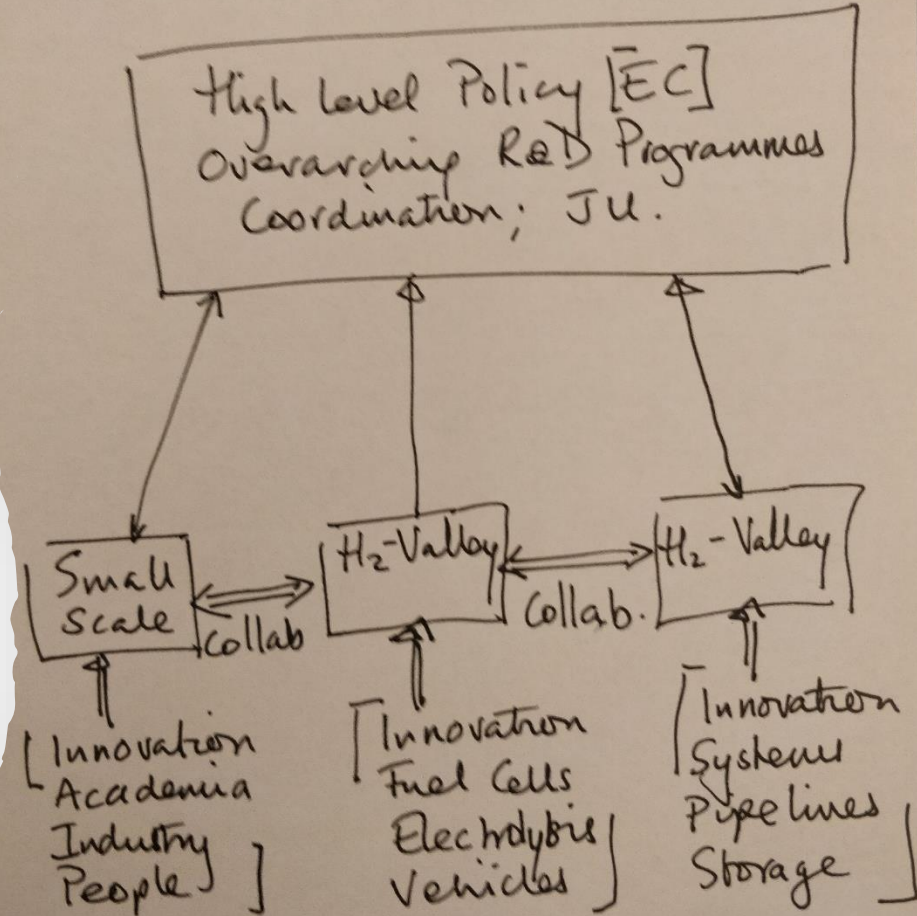 High Level Policy [EC]
Overarching R&D Programmes
Coordination; JU.
Small
Scale
Collab
H₂-Valley
Collab.
H₂-Valley
[Innovation
Academia
Industry
People]
[Innovation
Fuel Cells
Electrolysis
Vehicles]
[Innovation
Systems
Pipelines
Storage]